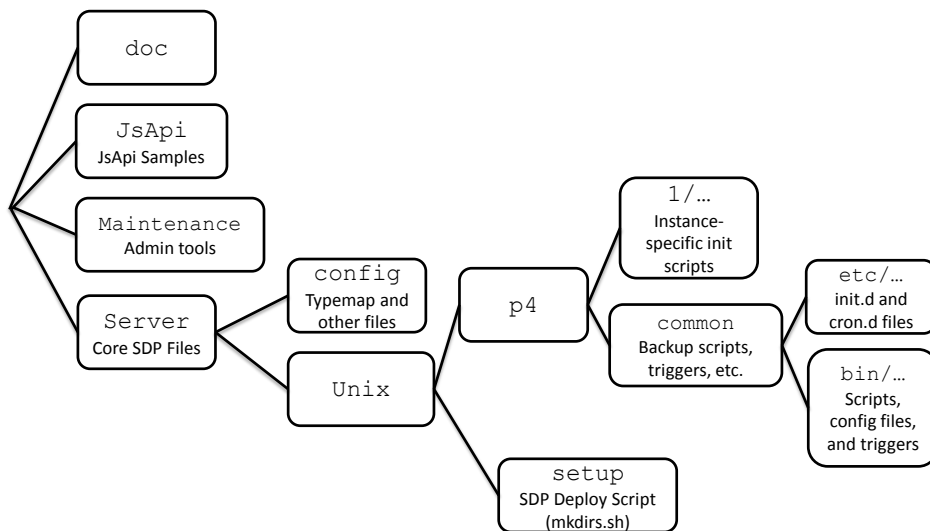 doc
JsApi
JsApi Samples
Maintenance
Admin tools
Server
Core SDP Files
config
Typemap and
other files
Unix
p4
setup
SDP Deploy Script
(mkdirs.sh)
1/…
Instance-
specific init
scripts
common
Backup scripts,
triggers, etc.
etc/…
init.d and
cron.d files
bin/…
Scripts,
config files,
and triggers